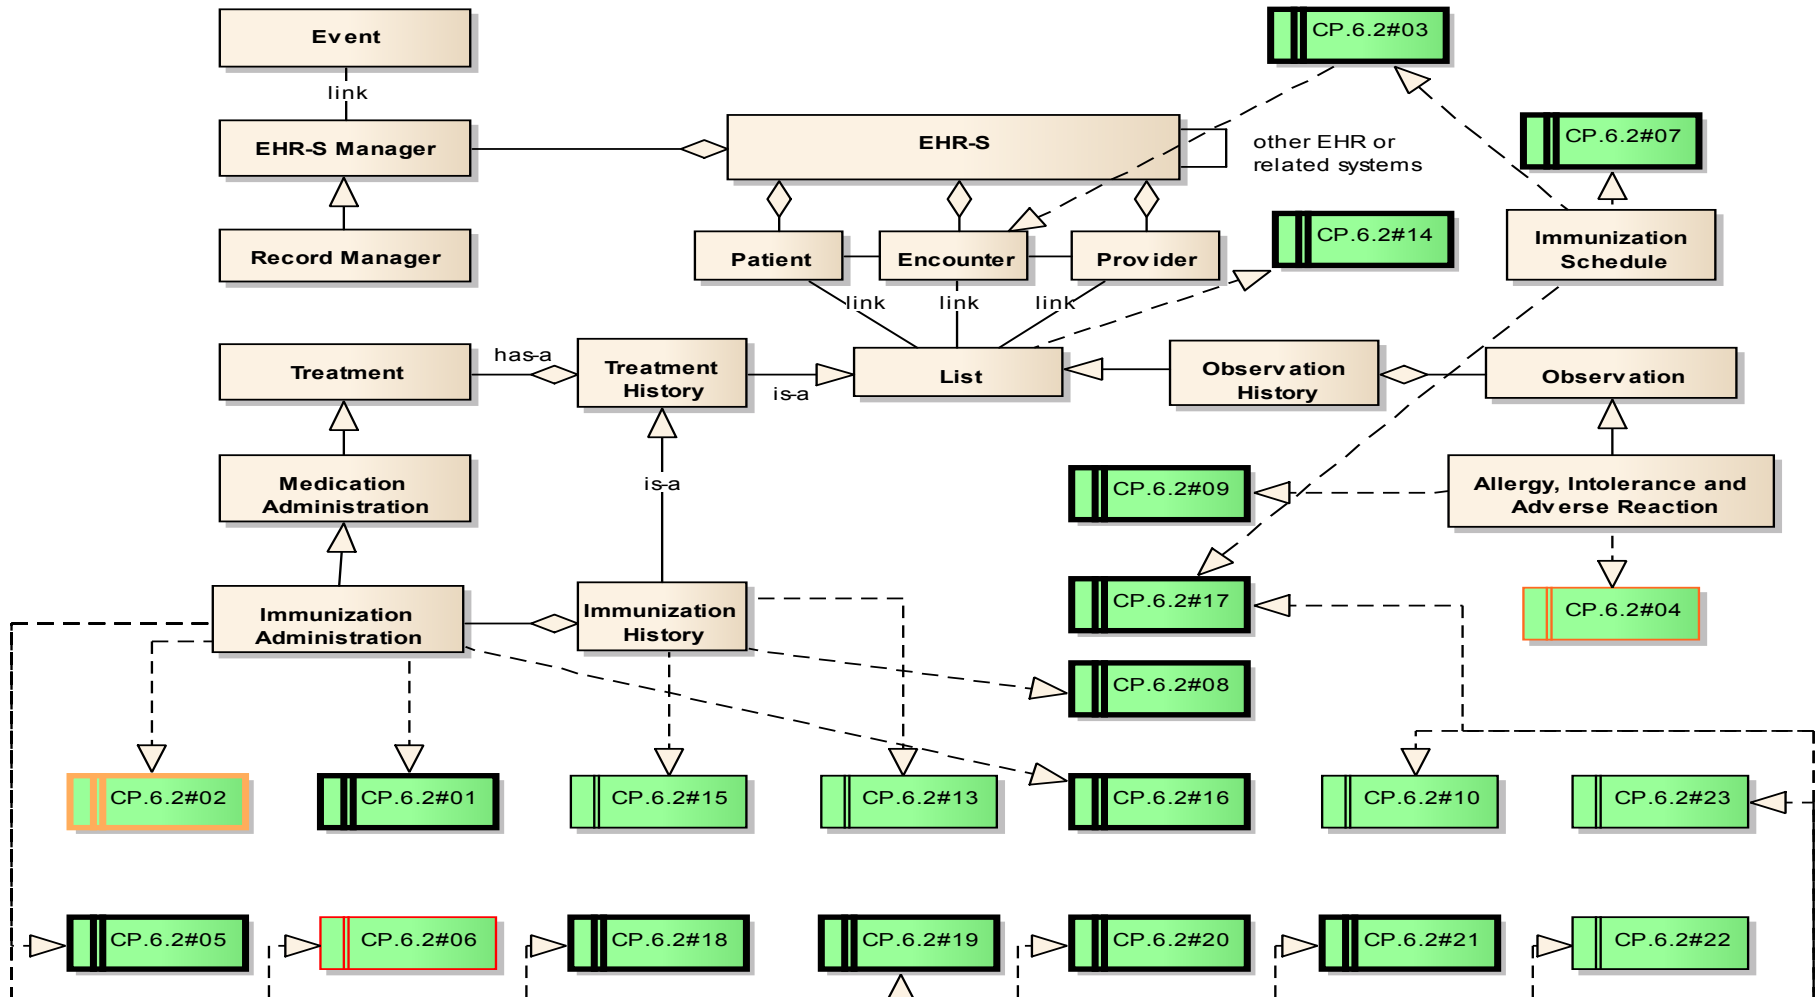 Event
CP.6.2#03
link
EHR-S Manager
EHR-S
other EHR or
related systems
CP.6.2#07
Record Manager
Patient
Encounter
Provider
CP.6.2#14
Immunization
Schedule
link
link
link
Treatment
has-a
Treatment
History
is-a
List
Observation
History
Observation
Medication
Administration
is-a
CP.6.2#09
Allergy, Intolerance and
Adverse Reaction
Immunization
Administration
Immunization
History
CP.6.2#17
CP.6.2#04
CP.6.2#08
CP.6.2#02
CP.6.2#01
CP.6.2#15
CP.6.2#13
CP.6.2#16
CP.6.2#10
CP.6.2#23
CP.6.2#05
CP.6.2#06
CP.6.2#18
CP.6.2#19
CP.6.2#20
CP.6.2#21
CP.6.2#22